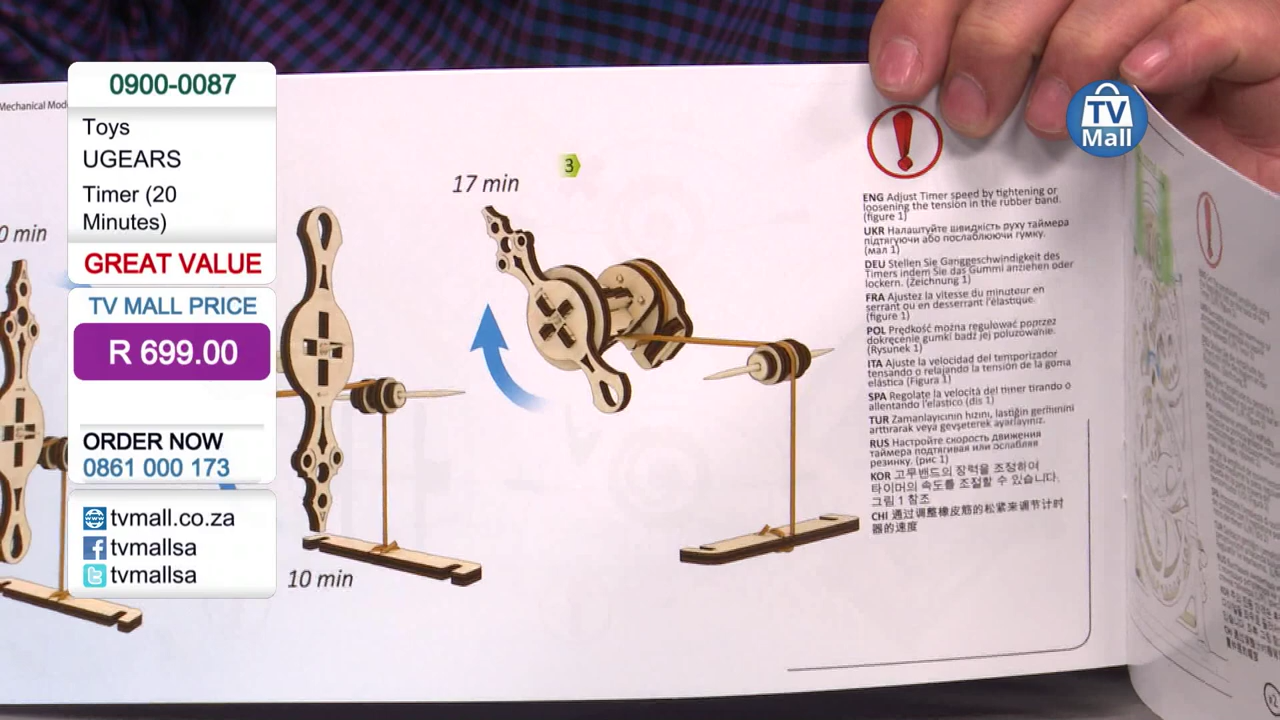 0900-0087
Toys
UGEARS
Timer (20
Minutes)
GREAT VALUE
TV MALL PRICE
R 699.00
ORDER NOW
0861 000 173
tvmall.co.za
tvmallsa
tvmallsa
TV
Mall
Mechanical
0 min
10 min
17 min
3
ENG Adjust Timer speed by tightening or
loosening the tension in the rubber band.
(figure 1)
UKR Налаштуйте швидкість руху таймера
підтягуючи або послаблюючи гумку.
(мал 1)
DEU Stellen Sie Ganggeschwindigkeit des
Timers indem Sie das Gummi anziehen oder
lockern. (Zeichnung 1)
FRA Ajustez la vitesse du minuteur en
serrant ou en desserrant l'élastique.
(figure 1)
POL Prędkość można regulować poprzez
dokręcenie gumki badź jej poluzowanie.
(Rysunek 1)
ITA Ajuste la velocidad del temporizador
tensando o relajando la tensión de la goma
elástica (Figura 1)
SPA Regolate la velocità del timer tirando o
allentando l'elastico (dis 1)
TUR Zamanlayıcının hızını, lastiğin gerilimini
arttırarak veya gevşeterek ayarlayınız.
RUS Настройте скорость движения
таймера подтягивая или ослабляя
резинку. (рис 1)
KOR 고무밴드의 장력을 조정하여
타이머의 속도를 조절할 수 있습니다.
그림 1 참조
CHI 通过调整橡皮筋的松紧来调节计时
器的速度